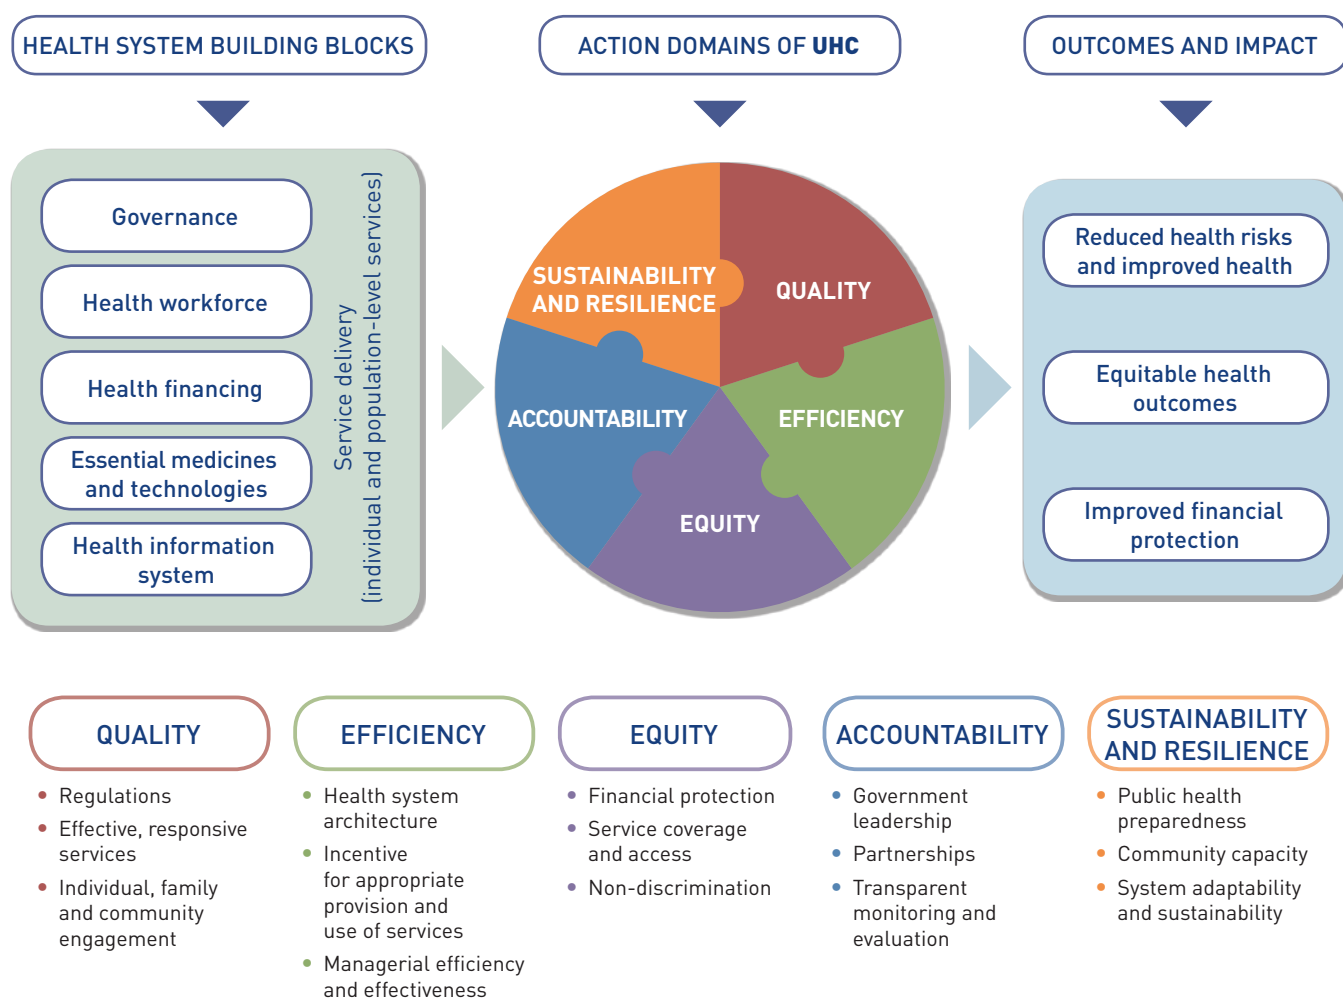 HEALTH SYSTEM BUILDING BLOCKS
ACTION DOMAINS OF UHC
OUTCOMES AND IMPACT
Governance
Health workforce
Health financing
Essential medicines
and technologies
Health information
system
Service delivery
(individual and population-level services)
SUSTAINABILITY
AND RESILIENCE
QUALITY
ACCOUNTABILITY
EFFICIENCY
EQUITY
Reduced health risks
and improved health
Equitable health
outcomes
Improved financial
protection
QUALITY
• Regulations
• Effective, responsive
services
• Individual, family
and community
engagement
EFFICIENCY
• Health system
architecture
• Incentive
for appropriate
provision and
use of services
• Managerial efficiency
and effectiveness
EQUITY
• Financial protection
• Service coverage
and access
• Non-discrimination
ACCOUNTABILITY
• Government
leadership
• Partnerships
• Transparent
monitoring and
evaluation
SUSTAINABILITY
AND RESILIENCE
• Public health
preparedness
• Community capacity
• System adaptability
and sustainability